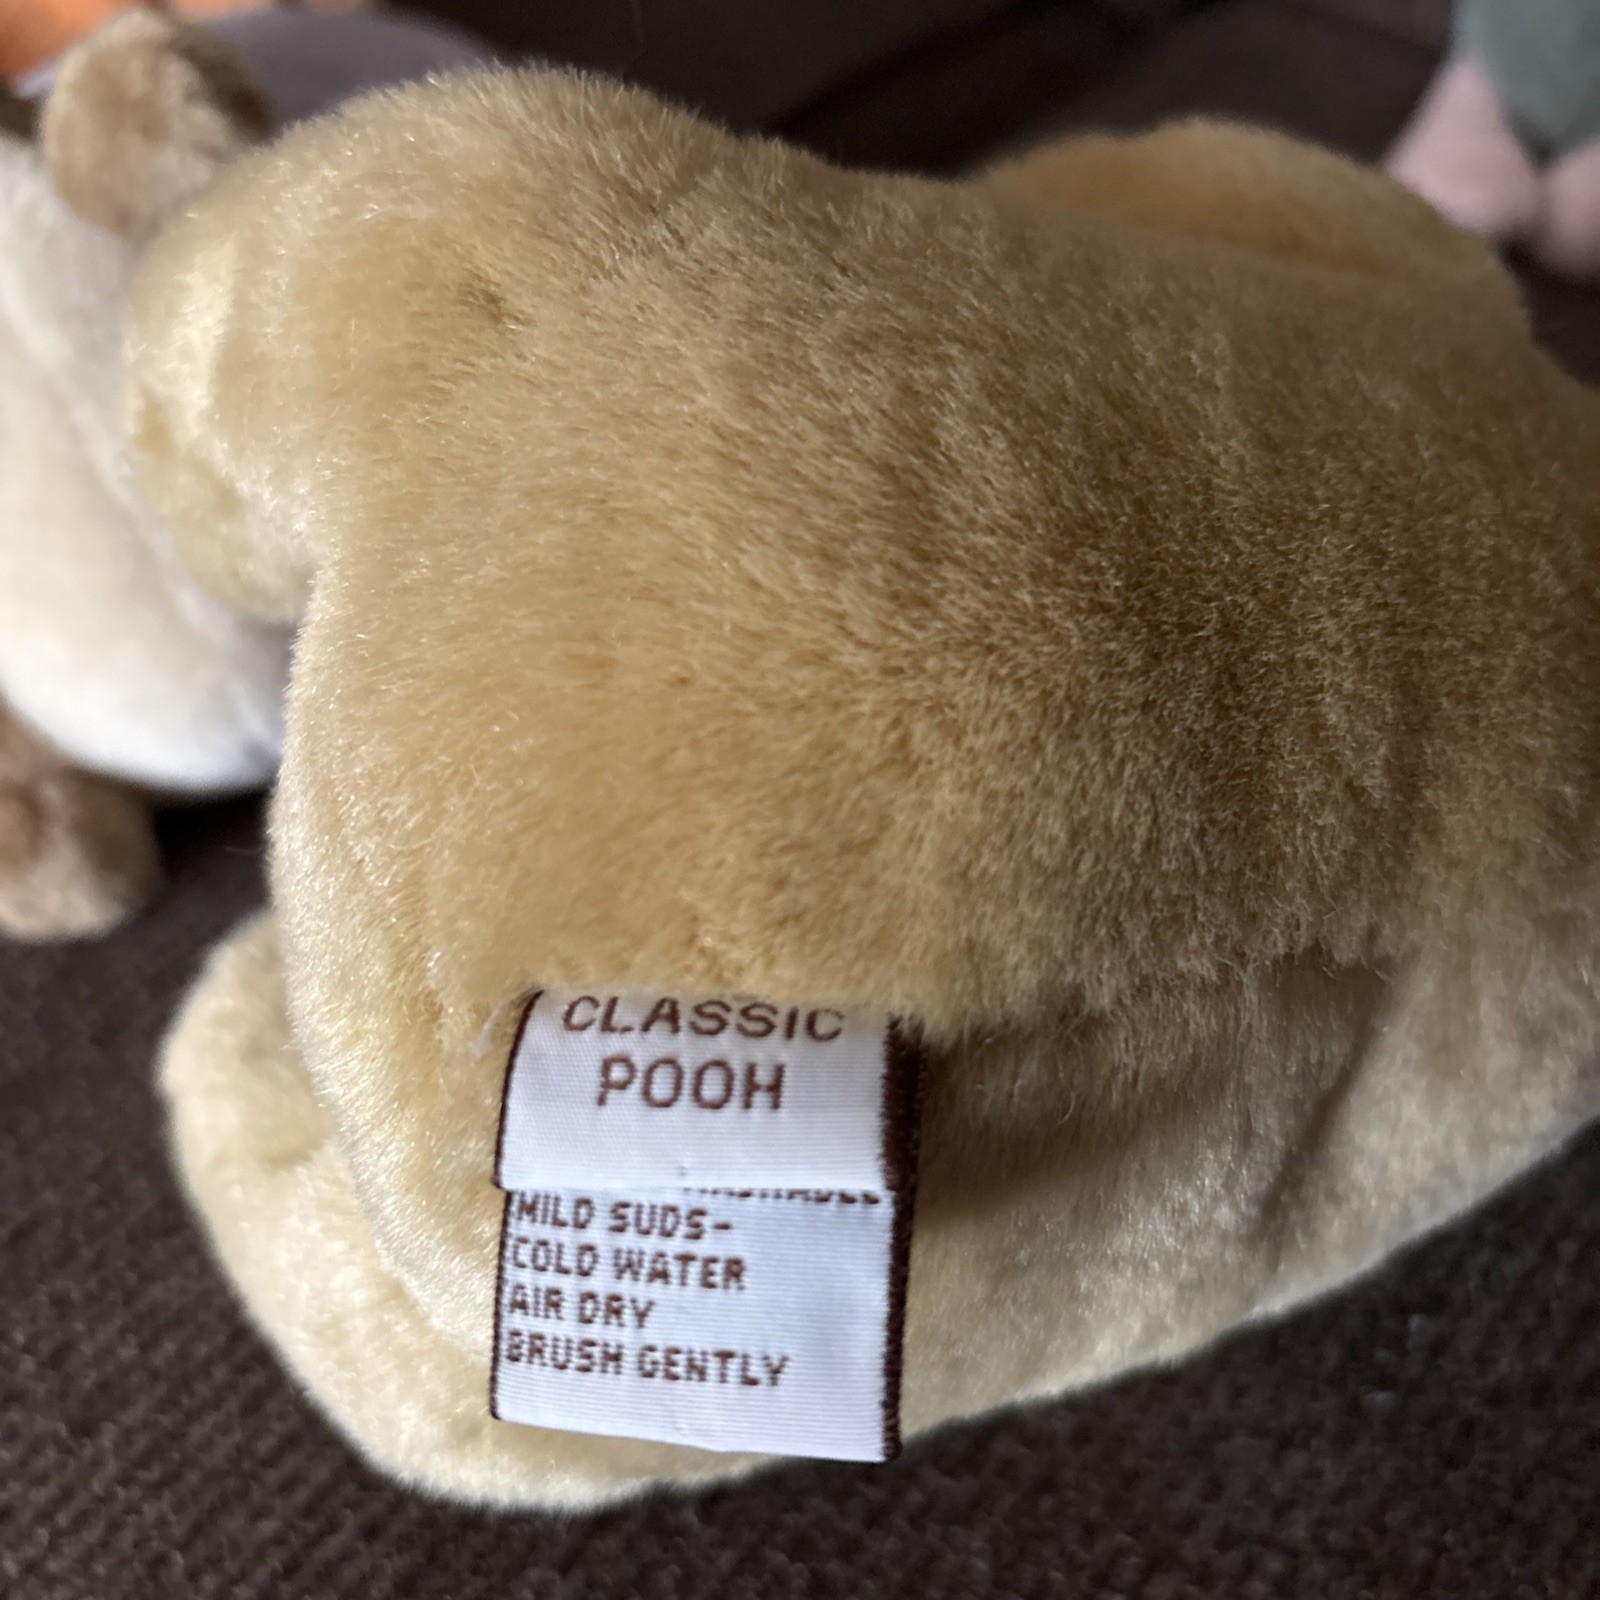 CLASSIC
POOH
MILD SUDS-
COLD WATER
AIR DRY
BRUSH GENTLY